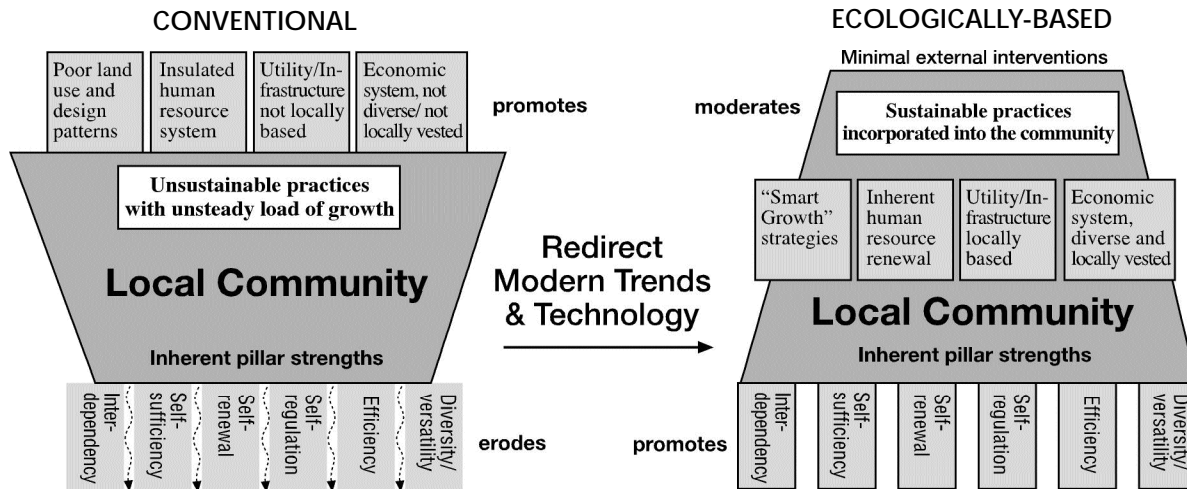 CONVENTIONAL
Poor land
use and
design
patterns
Insulated
human
resource
system
Utility/In-
frastructure
not locally
based
Economic
system, not
diverse/ not
locally vested
promotes
Unsustainable practices
with unsteady load of growth
Local Community
Inherent pillar strengths
Inter-
dependency
Self-
sufficiency
Self-
renewal
Self-
regulation
Efficiency
Diversity/
versatility
erodes
Redirect
Modern Trends
& Technology
ECOLOGICALLY-BASED
Minimal external interventions
moderates
Sustainable practices
incorporated into the community
“Smart
Growth”
strategies
Inherent
human
resource
renewal
Utility/In-
frastructure
locally
based
Economic
system,
diverse and
locally vested
Local Community
Inherent pillar strengths
promotes
Inter-
dependency
Self-
sufficiency
Self-
renewal
Self-
regulation
Efficiency
Diversity/
versatility